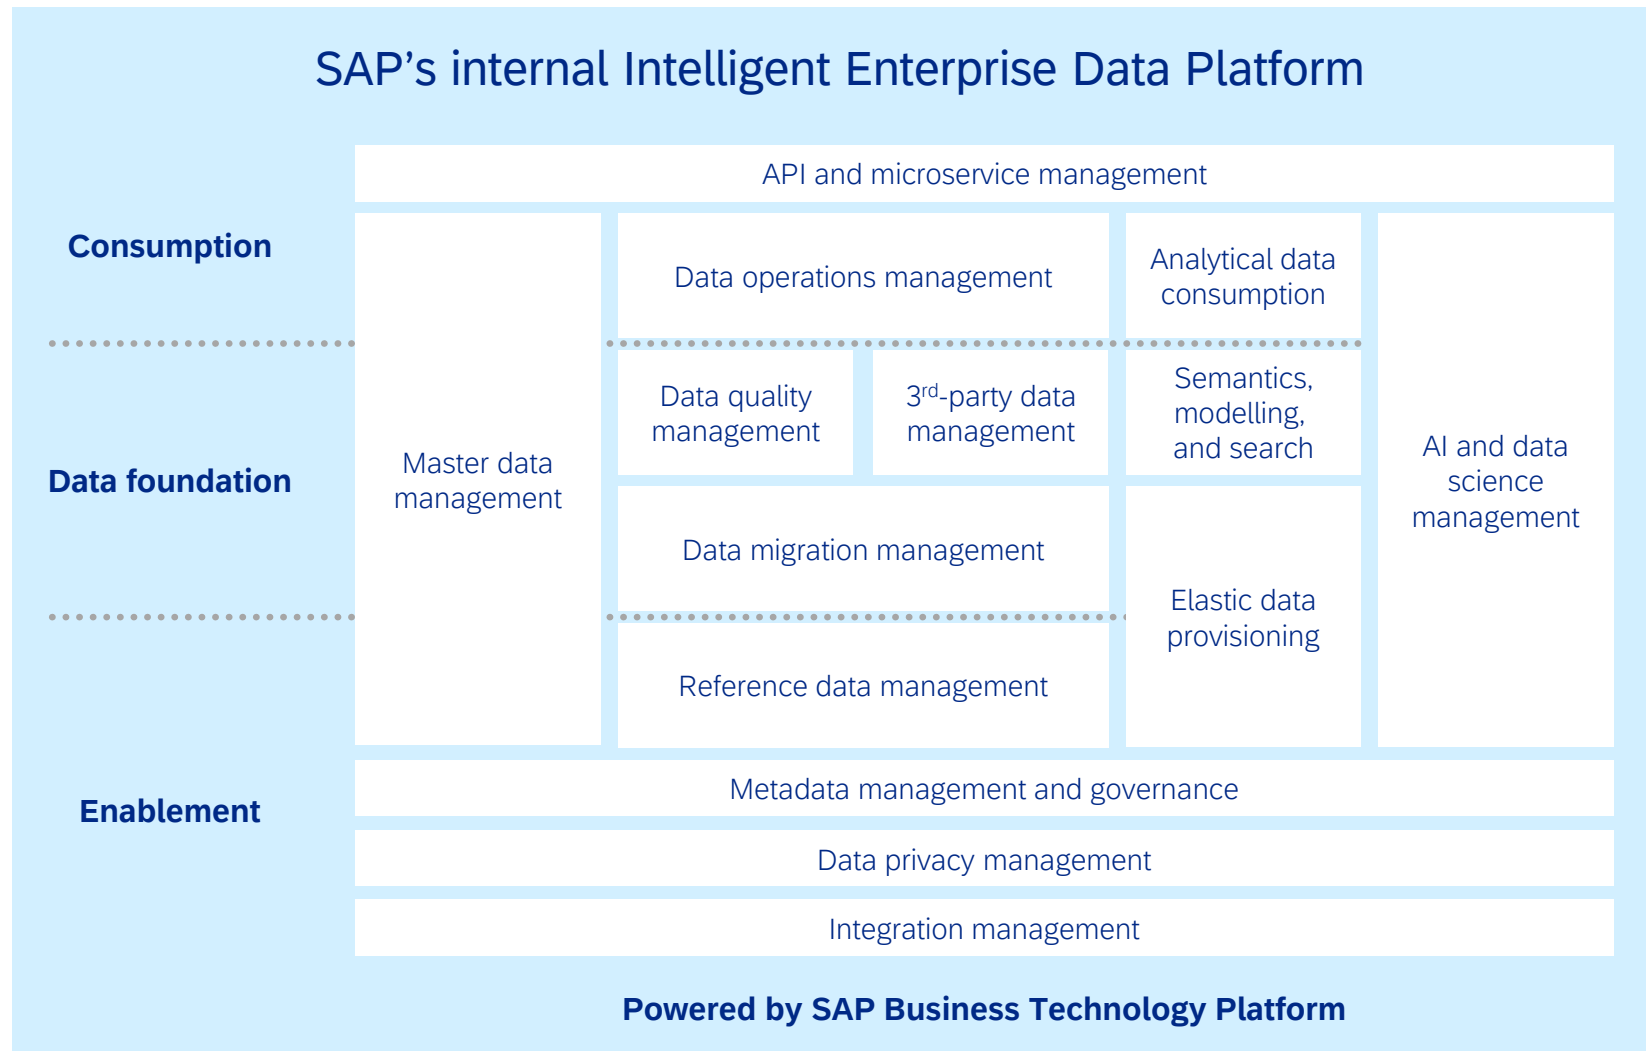 SAP’s internal Intelligent Enterprise Data Platform
API and microservice management
Consumption
Data operations management
Analytical data
consumption
Data quality
management
3rd-party data
management
Semantics,
modelling,
and search
Data foundation
Master data
management
AI and data
science
management
Data migration management
Elastic data
provisioning
Reference data management
Enablement
Metadata management and governance
Data privacy management
Integration management
Powered by SAP Business Technology Platform